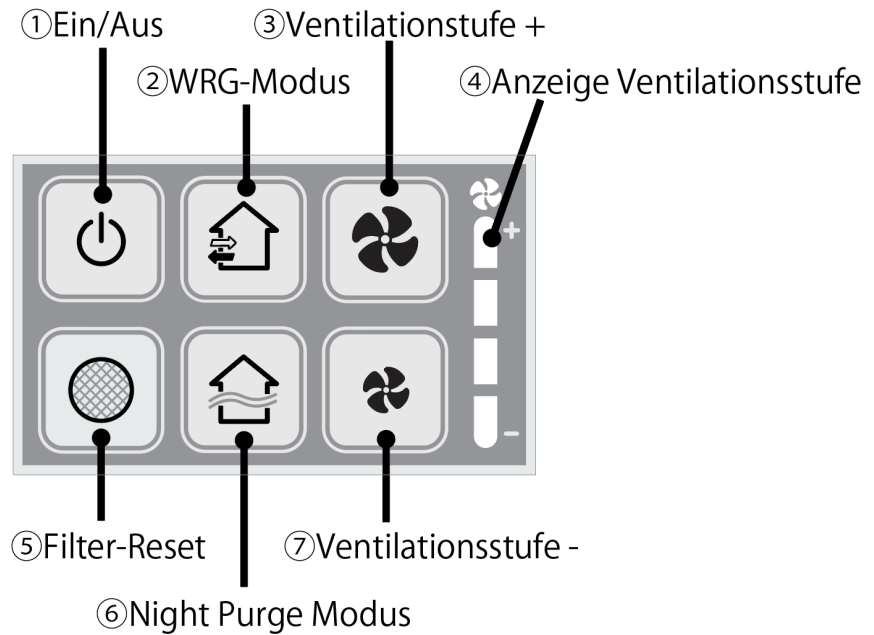 ①Ein/Aus
③Ventilationstufe +
②WRG-Modus
④Anzeige Ventilationsstufe
+
-
⑤Filter-Reset
⑦Ventilationsstufe -
⑥Night Purge Modus